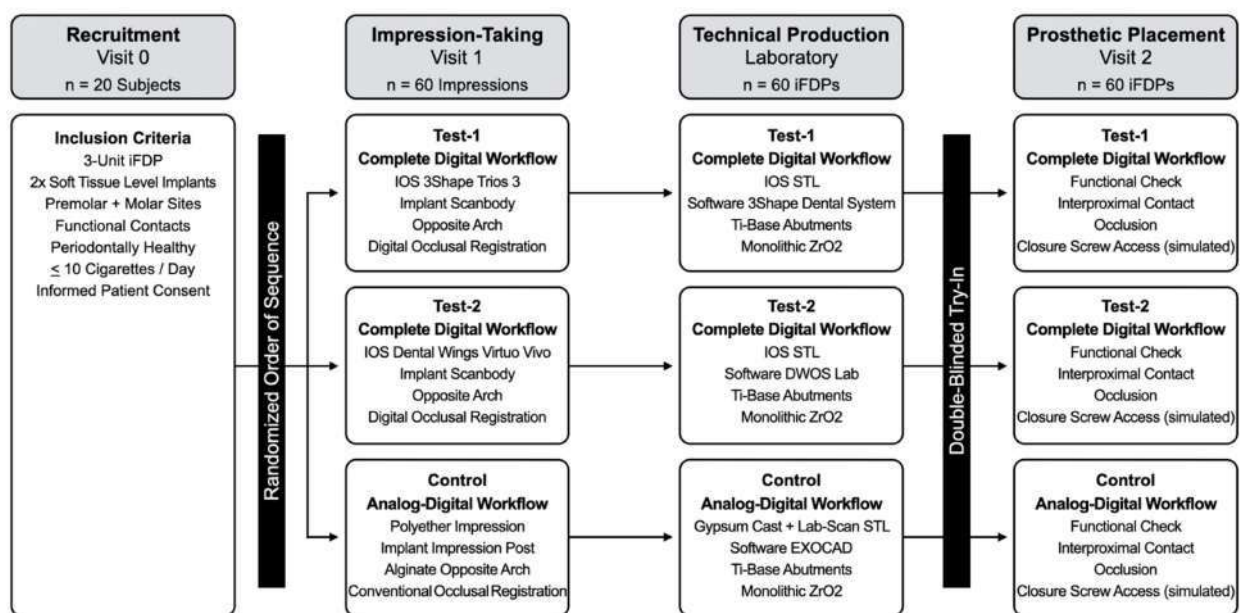 Recruitment
Visit 0
n = 20 Subjects
Inclusion Criteria
3-Unit iFDP
2x Soft Tissue Level Implants
Premolar + Molar Sites
Functional Contacts
Periodontally Healthy
≤ 10 Cigarettes / Day
Informed Patient Consent
Randomized Order of Sequence
Impression-Taking
Visit 1
n = 60 Impressions
Test-1
Complete Digital Workflow
IOS 3Shape Trios 3
Implant Scanbody
Opposite Arch
Digital Occlusal Registration
Test-2
Complete Digital Workflow
IOS Dental Wings Virtuo Vivo
Implant Scanbody
Opposite Arch
Digital Occlusal Registration
Control
Analog-Digital Workflow
Polyether Impression
Implant Impression Post
Alginate Opposite Arch
Conventional Occlusal Registration
Technical Production
Laboratory
n = 60 iFDPs
Test-1
Complete Digital Workflow
IOS STL
Software 3Shape Dental System
Ti-Base Abutments
Monolithic ZrO2
Test-2
Complete Digital Workflow
IOS STL
Software DWOS Lab
Ti-Base Abutments
Monolithic ZrO2
Control
Analog-Digital Workflow
Gypsum Cast + Lab-Scan STL
Software EXOCAD
Ti-Base Abutments
Monolithic ZrO2
Double-Blinded Try-In
Prosthetic Placement
Visit 2
n = 60 iFDPs
Test-1
Complete Digital Workflow
Functional Check
Interproximal Contact
Occlusion
Closure Screw Access (simulated)
Test-2
Complete Digital Workflow
Functional Check
Interproximal Contact
Occlusion
Closure Screw Access (simulated)
Control
Analog-Digital Workflow
Functional Check
Interproximal Contact
Occlusion
Closure Screw Access (simulated)